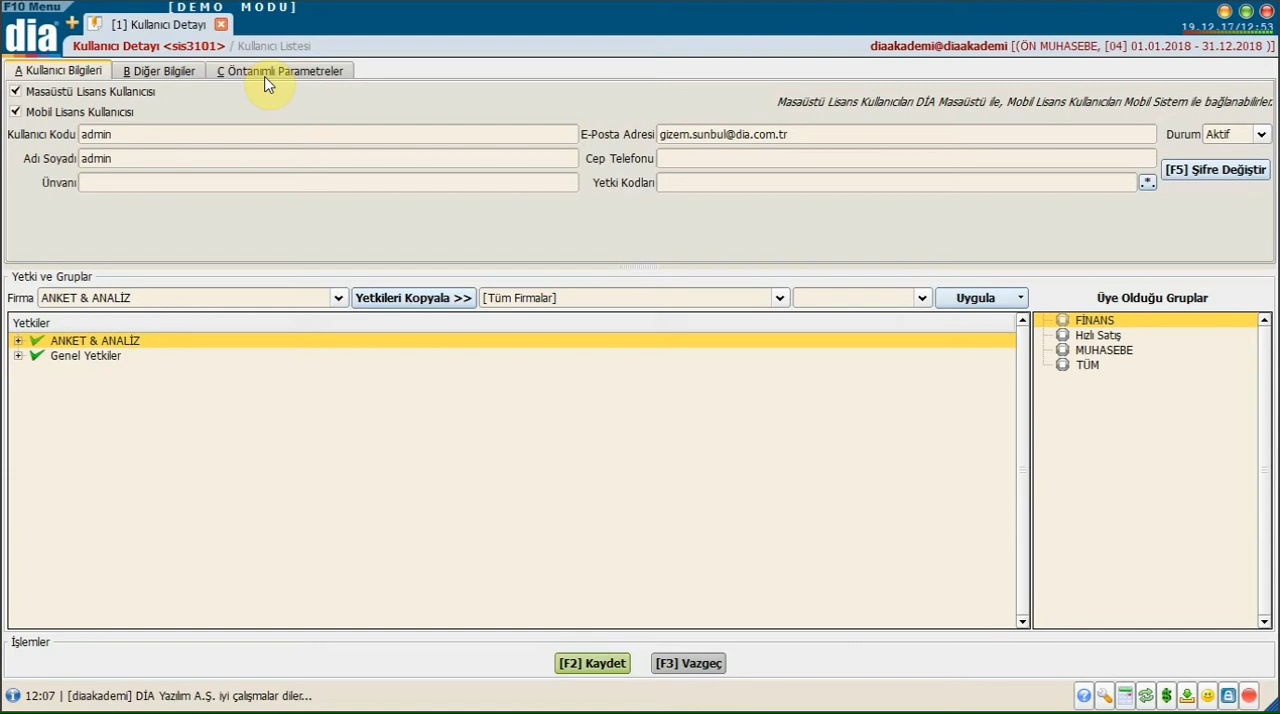 F10 Menu
[ D E M O   M O D U ]
dia
[1] Kullanıcı Detayı
19.12.17/12:53
Kullanıcı Detayı <sis3101> / Kullanıcı Listesi
diaakademi@diaakademi [(ÖN MUHASEBE, [04] 01.01.2018 - 31.12.2018 )]
A Kullanıcı Bilgileri
B Diğer Bilgiler
C Öntanımlı Parametreler
Masaüstü Lisans Kullanıcısı
Masaüstü Lisans Kullanıcıları DİA Masaüstü ile, Mobil Lisans Kullanıcıları Mobil Sistem ile bağlanabilirler.
Mobil Lisans Kullanıcısı
Kullanıcı Kodu admin
E-Posta Adresi gizem.sunbul@dia.com.tr
Durum Aktif
Adı Soyadı admin
Cep Telefonu
[F5] Şifre Değiştir
Ünvanı
Yetki Kodları
.*.
Yetki ve Gruplar
Firma ANKET & ANALİZ
Yetkileri Kopyala >>
[Tüm Firmalar]
Uygula
Üye Olduğu Gruplar
Yetkiler
ANKET & ANALİZ
Genel Yetkiler
FİNANS
Hızlı Satış
MUHASEBE
TÜM
İşlemler
[F2] Kaydet
[F3] Vazgeç
12:07 | [diaakademi] DİA Yazılım A.Ş. iyi çalışmalar diler...